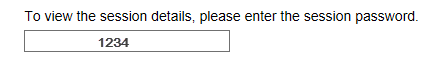 To view the session details, please enter the session password.
1234